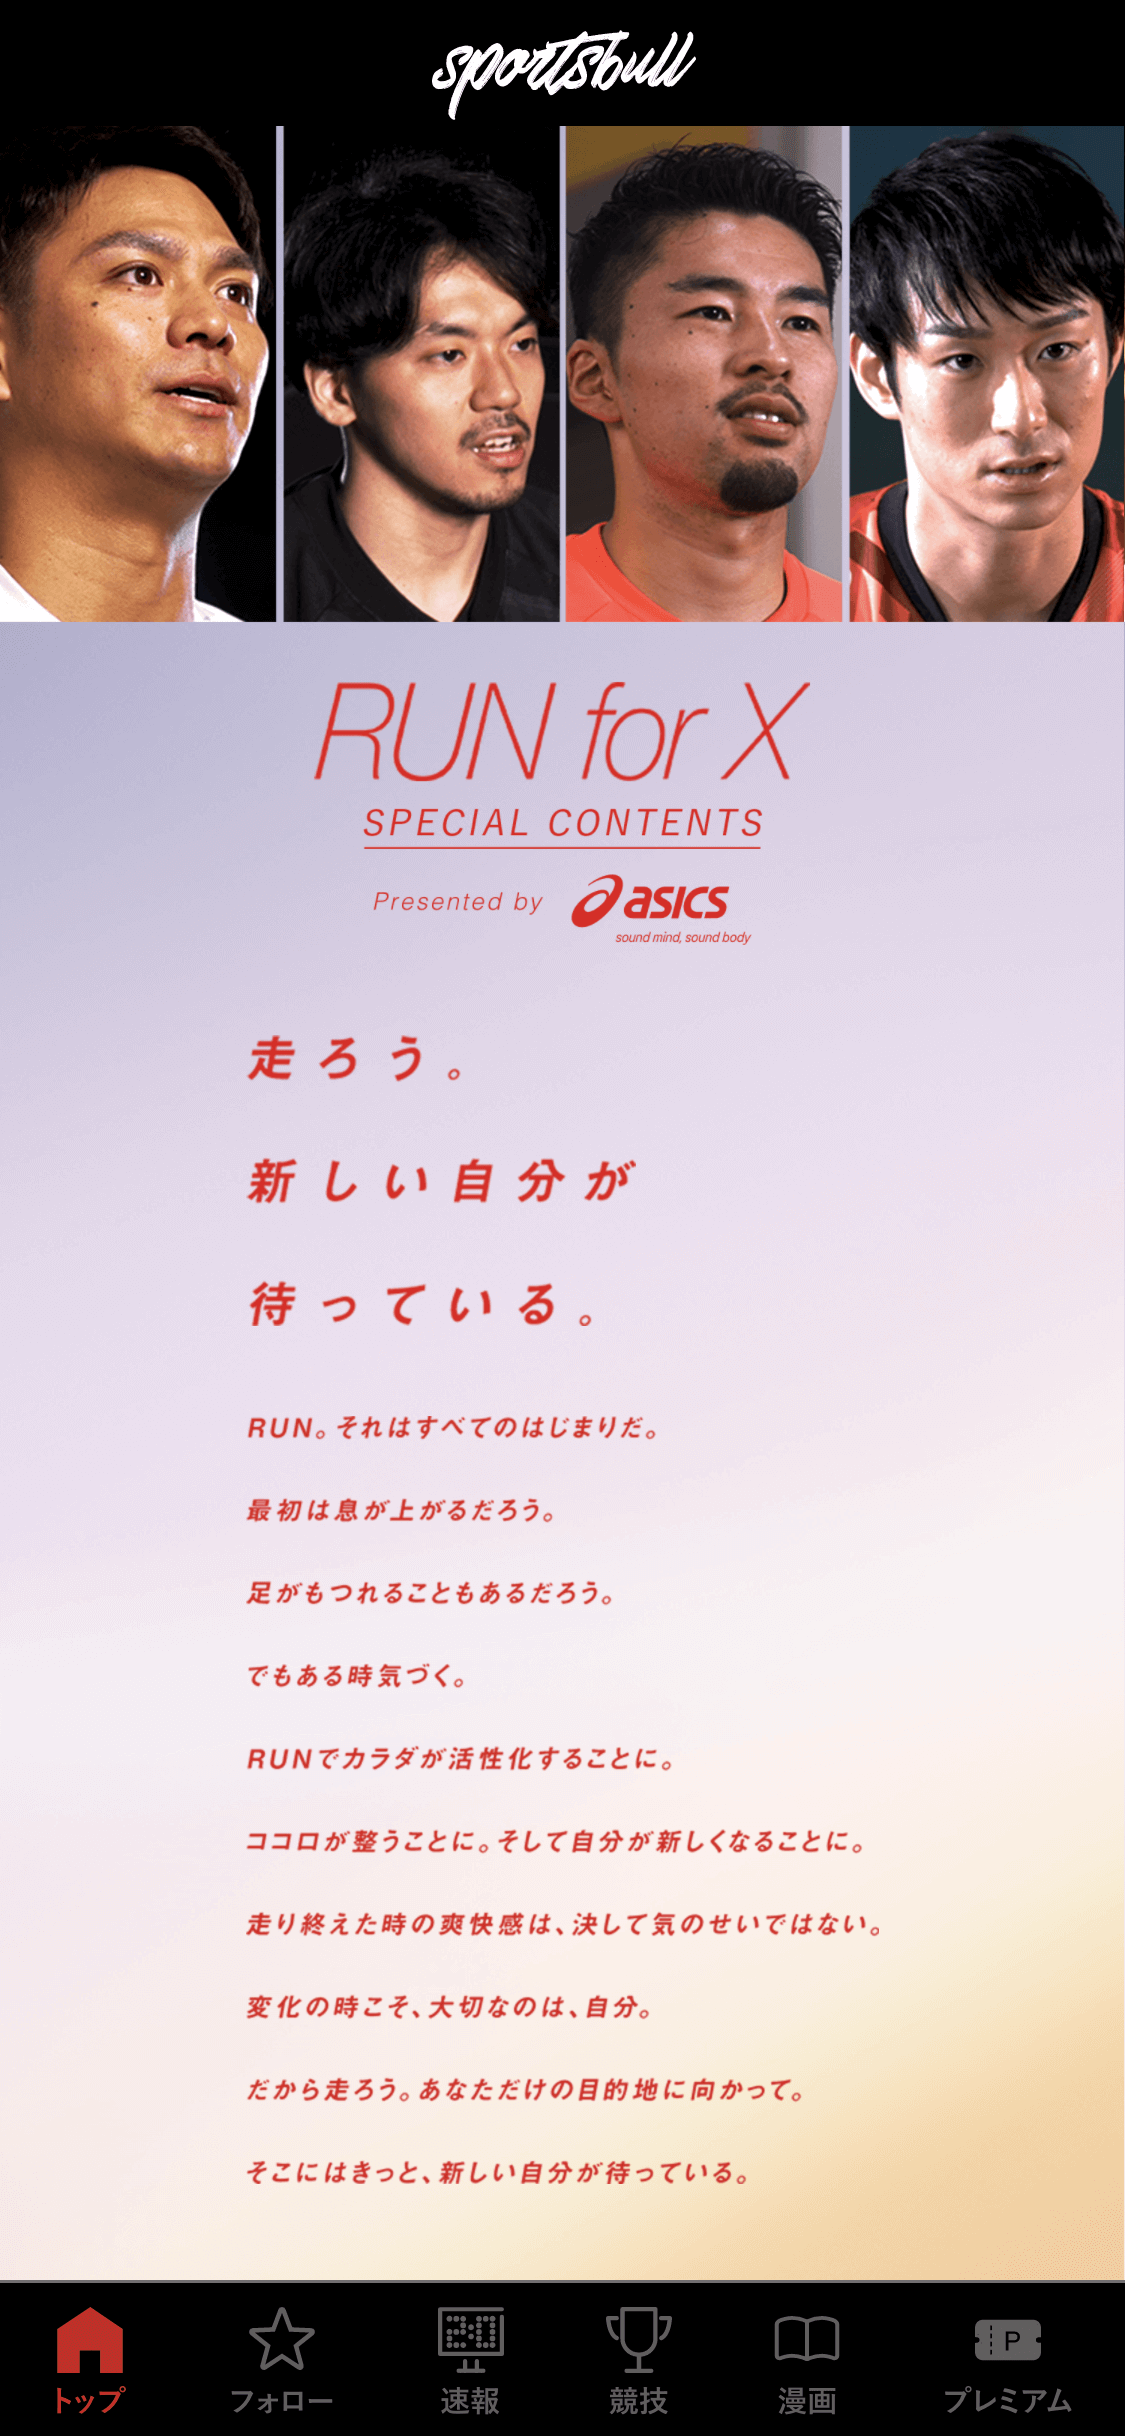 sportsbull
RUN for X
SPECIAL CONTENTS
Presented by asics
sound mind, sound body
走ろう。
新しい自分が
待っている。
RUN。それはすべてのはじまりだ。
最初は息が上がるだろう。
足がもつれることもあるだろう。
でもある時気づく。
RUNでカラダが活性化することに。
ココロが整うことに。そして自分が新しくなることに。
走り終えた時の爽快感は、決して気のせいではない。
変化の時こそ、大切なのは、自分。
だから走ろう。あなただけの目的地に向かって。
そこにはきっと、新しい自分が待っている。
2:0 P
トップ フォロー 速報 競技 漫画 プレミアム